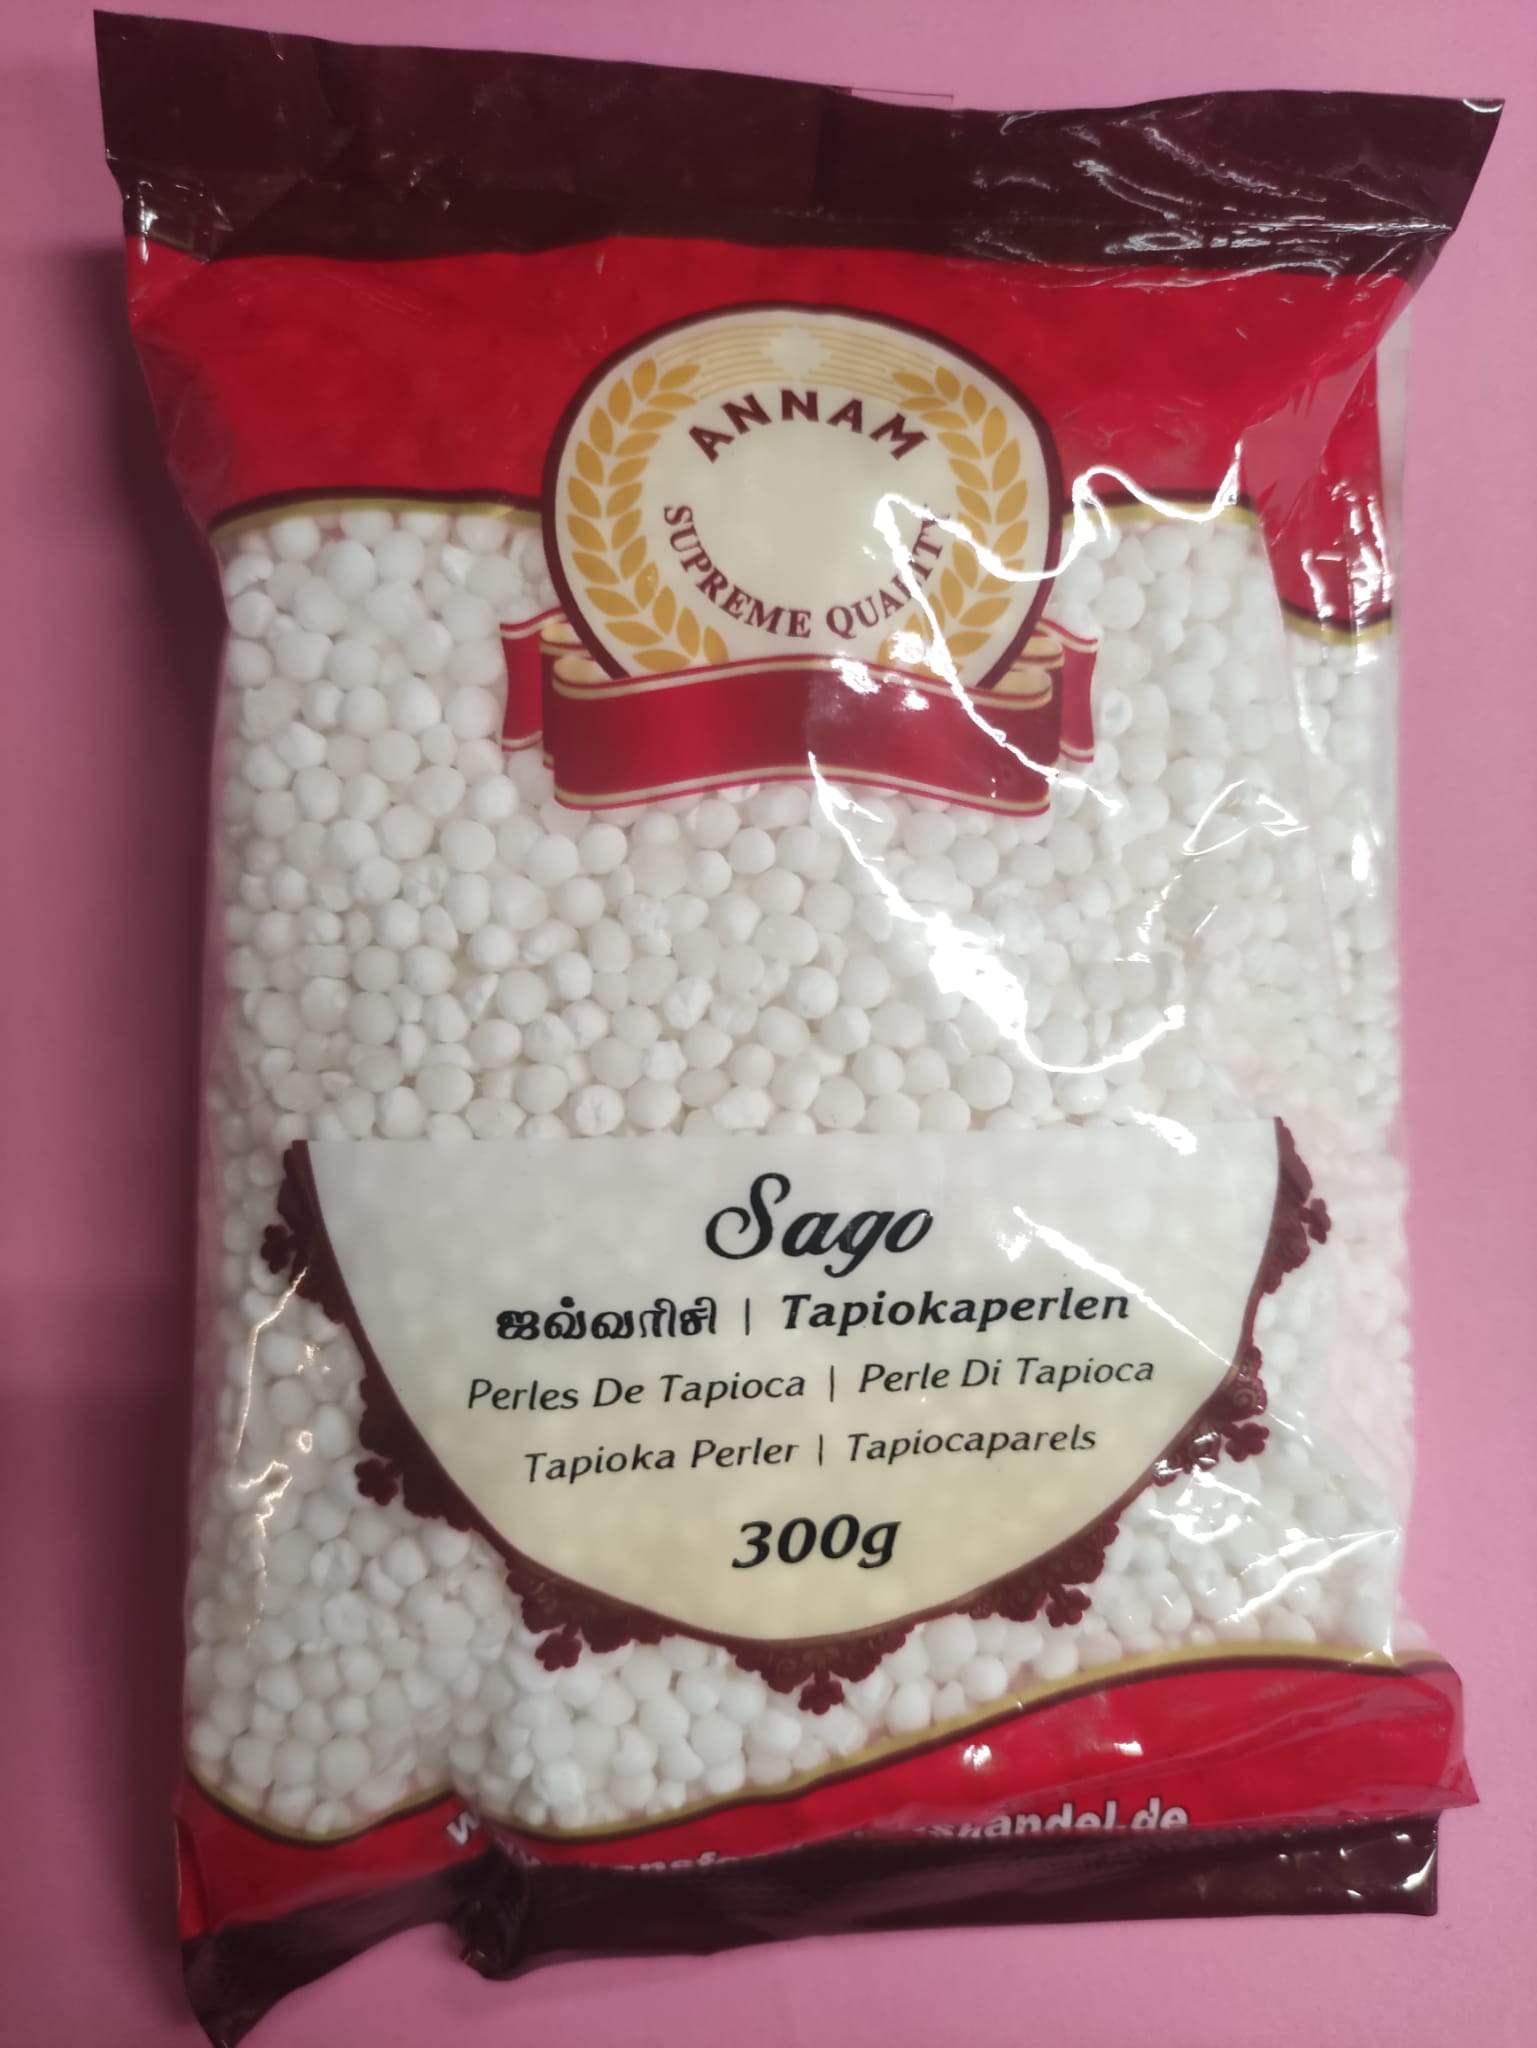 ANNAM
SUPREME QUALITY
Sago
ஜவ்வரிசி | Tapiokaperlen
Perles De Tapioca | Perle Di Tapioca
Tapioka Perler | Tapiocaparels
300g